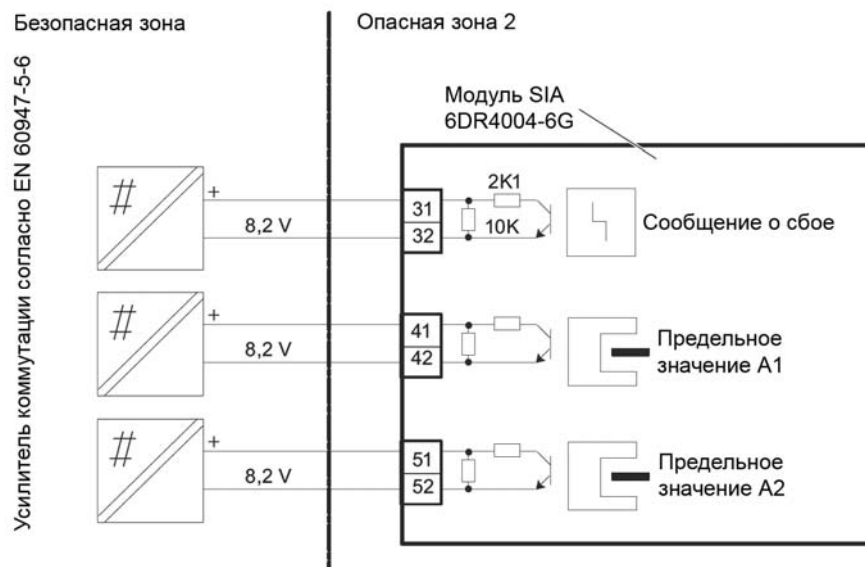 Безопасная зона
Опасная зона 2
Усилитель коммутации согласно EN 60947-5-6
Модуль SIA
6DR4004-6G
+
8,2 V
31
32
2K1
10K
Сообщение о сбое
+
8,2 V
41
42
Предельное
значение A1
+
8,2 V
51
52
Предельное
значение A2